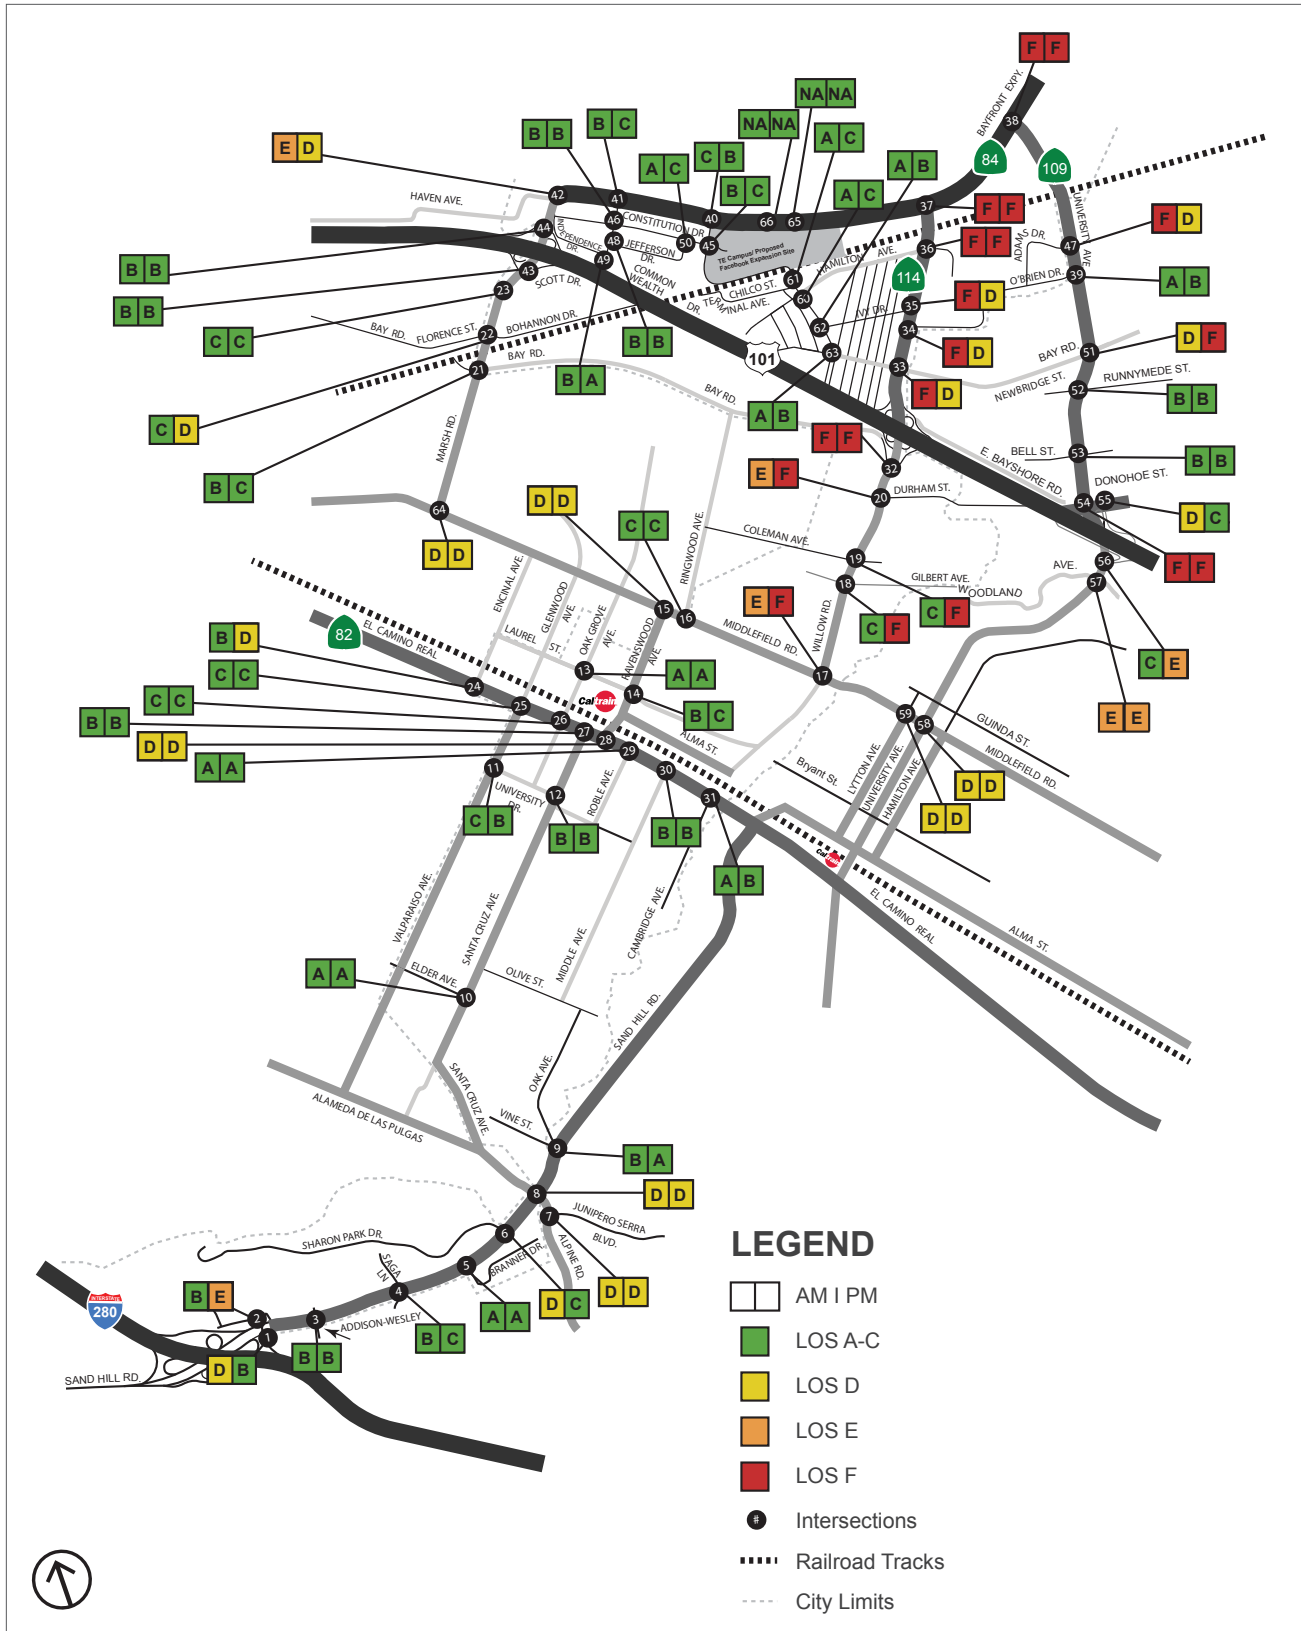 F F
BAYFRONT EXPY.
38
NA NA
84
109
B B
B C
NA NA
A C
E D
A C
C B
A B
B C
A C
HAVEN AVE.
42
41
40
66
65
37
F F
UNIVERSITY AVE
F D
46
CONSTITUTION DR.
44
INDEPENDENCE DR.
48
JEFFERSON DR.
50
45
TE Campus/ Proposed
Facebook Expansion Site
HAMILTON AVE.
36
F F
ADAMS DR.
47
49
COMMON
WEALTH
DR.
B B
43
SCOTT DR.
61
114
O'BRIEN DR.
39
A B
23
CHILCO ST.
TERMINAL AVE.
60
35
F D
B B
BAY RD.
FLORENCE ST.
22
BOHANNON DR.
62
IVY DR.
34
C C
B B
101
63
F D
BAY RD.
51
D F
21
BAY RD.
B A
BAY RD.
33
F D
NEWBRIDGE ST.
52
RUNNYMEDE ST.
B B
A B
C D
MARSH RD.
F F
E F
32
BELL ST.
53
B B
E. BAYSHORE RD.
B C
D D
20
DURHAM ST.
DONOHOE ST.
54
55
D C
64
C C
RINGWOOD AVE.
COLEMAN AVE.
D D
19
56
F F
ENCINAL AVE.
GLENWOOD AVE.
18
GILBERT AVE.
WOODLAND AVE.
57
15
16
E F
C F
C F
82
EL CAMINO REAL
LAUREL ST.
OAK GROVE AVE.
RAVENSWOOD AVE.
MIDDLEFIELD RD.
WILLOW RD.
B D
C E
C C
13
A A
17
24
14
C C
25
Caltrain
B C
59
58
GUINDA ST.
E E
B B
26
27
28
ALMA ST.
MIDDLEFIELD RD.
D D
29
A A
11
30
Bryant St.
LYTTON AVE.
UNIVERSITY AVE.
HAMILTON AVE.
D D
UNIVERSITY DR.
12
ROBLE AVE.
31
D D
C B
B B
B B
Caltrain
A B
VALPARAISO AVE.
SANTA CRUZ AVE.
MIDDLE AVE.
CAMBRIDGE AVE.
EL CAMINO REAL
ALMA ST.
A A
ELDER AVE.
10
OLIVE ST.
SAND HILL RD.
OAK AVE.
SANTA CRUZ AVE.
ALAMEDA DE LAS PULGAS
VINE ST.
9
B A
8
D D
7
JUNIPERO SERRA
BLVD.
SHARON PARK DR.
6
BRANNER DR.
ALPINE RD.
SAGA LN
5
4
D D
INTERSTATE
280
B E
2
3
ADDISON-WESLEY
D C
A A
1
B C
B B
D B
SAND HILL RD.
LEGEND
AM I PM
LOS A-C
LOS D
LOS E
LOS F
#
Intersections
Railroad Tracks
City Limits